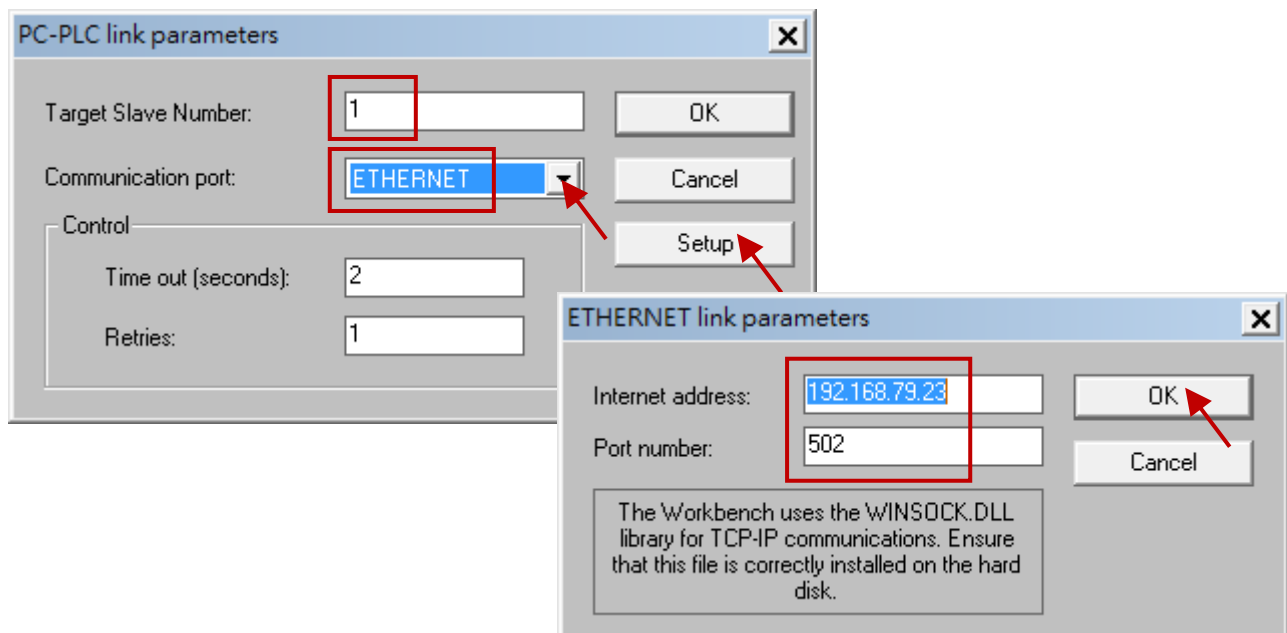 PC-PLC link parameters
Target Slave Number:
1
OK
Communication port:
ETHERNET
Cancel
Control
Setup
Time out (seconds):
2
Retries:
1
ETHERNET link parameters
Internet address:
192.168.79.23
OK
Port number:
502
Cancel
The Workbench uses the WINSOCK.DLL
library for TCP-IP communications. Ensure
that this file is correctly installed on the hard
disk.